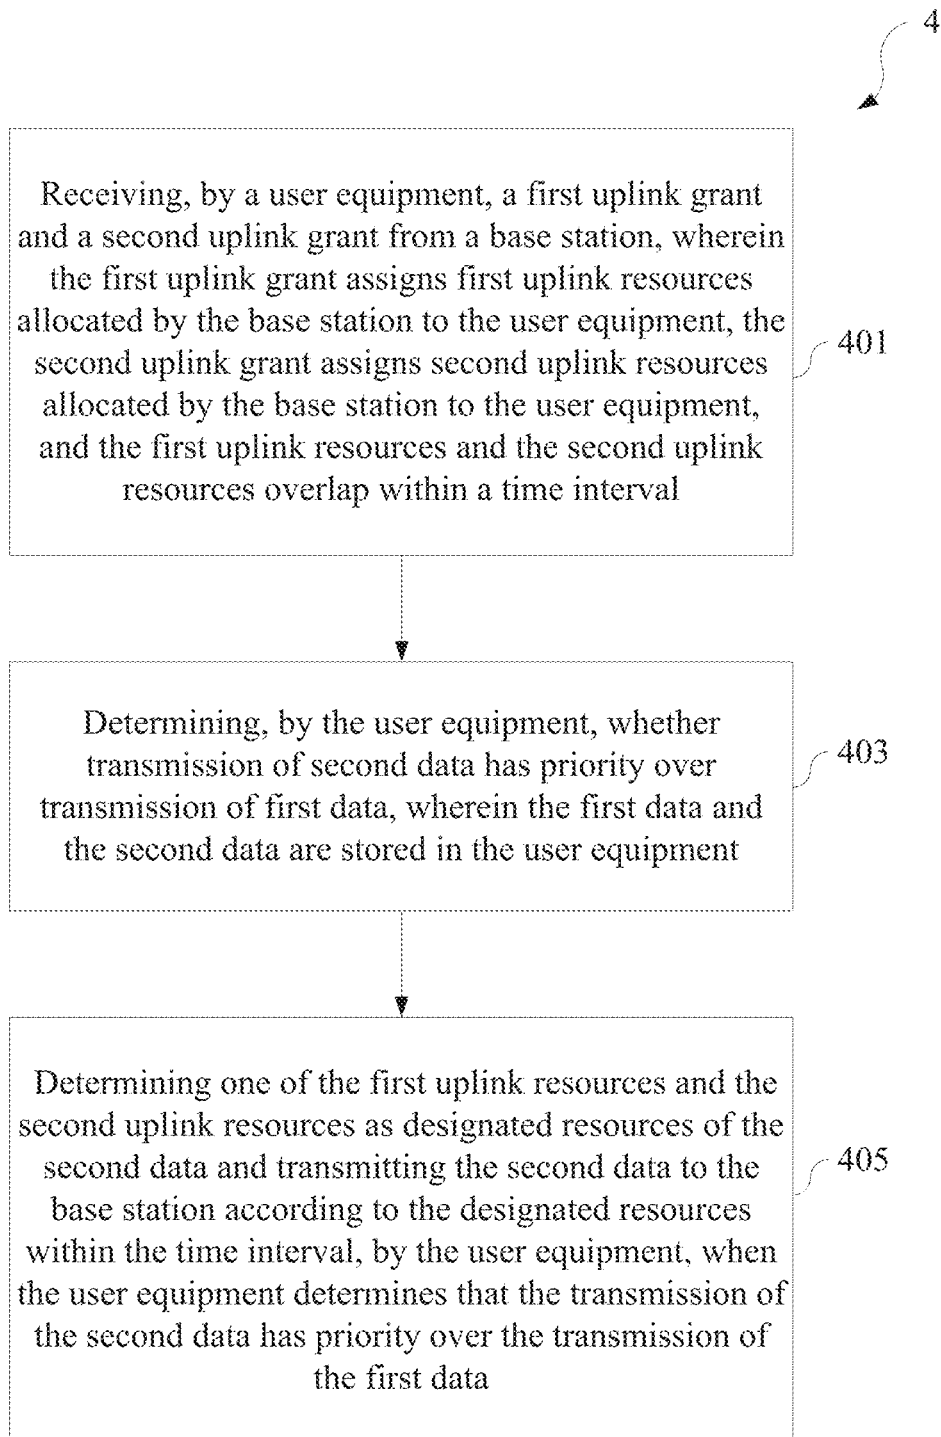 4
Receiving, by a user equipment, a first uplink grant
and a second uplink grant from a base station, wherein
the first uplink grant assigns first uplink resources
allocated by the base station to the user equipment, the
second uplink grant assigns second uplink resources
allocated by the base station to the user equipment,
and the first uplink resources and the second uplink
resources overlap within a time interval
401
Determining, by the user equipment, whether
transmission of second data has priority over
transmission of first data, wherein the first data and
the second data are stored in the user equipment
403
Determining one of the first uplink resources and the
second uplink resources as designated resources of the
second data and transmitting the second data to the
base station according to the designated resources
within the time interval, by the user equipment, when
the user equipment determines that the transmission of
the second data has priority over the transmission of
the first data
405